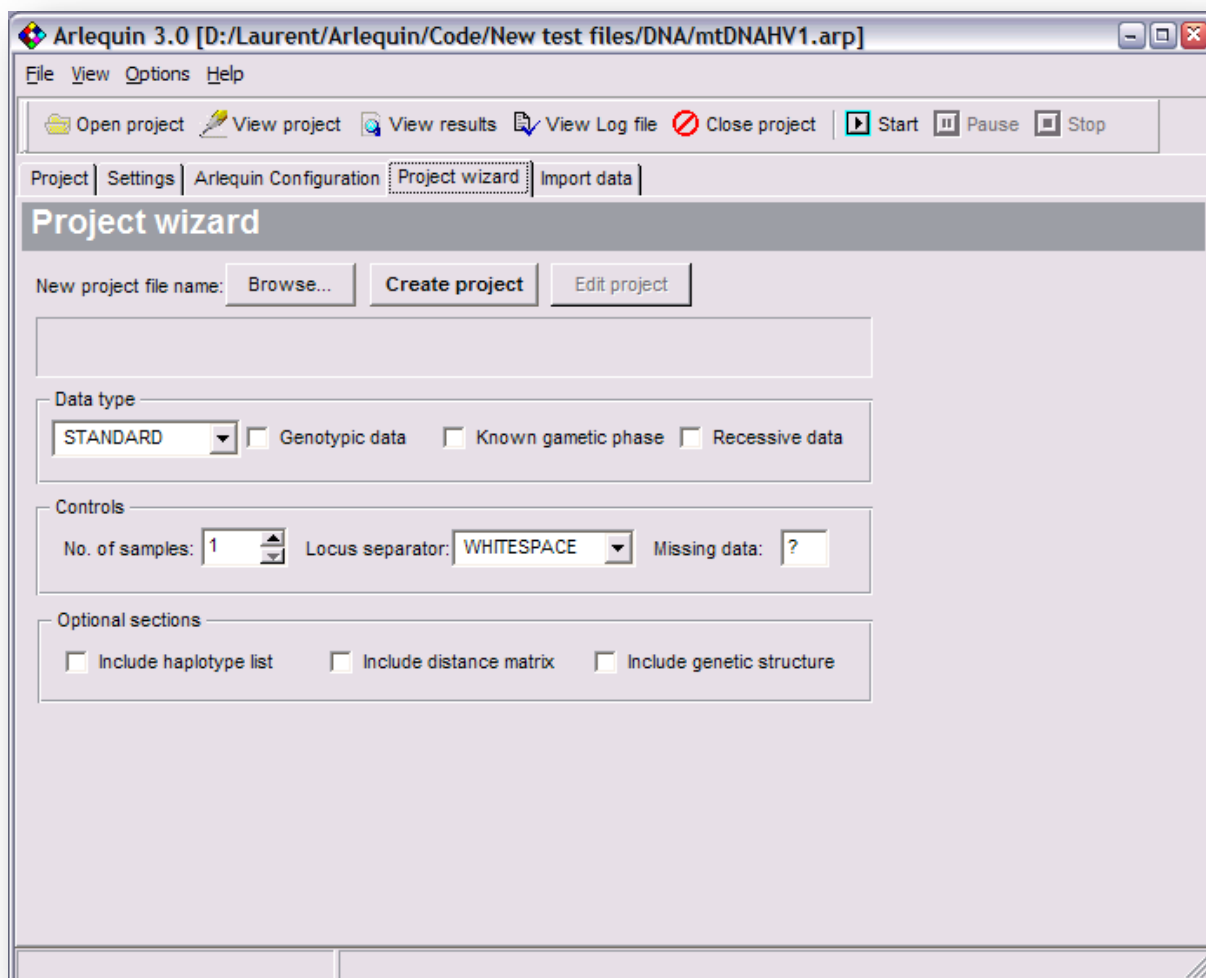 Arlequin 3.0 [D:/Laurent/Arlequin/Code/New test files/DNA/mtDNAHV1.arp]
File View Options Help
Open project View project View results View Log file Close project Start Pause Stop
Project Settings Arlequin Configuration Project wizard Import data
Project wizard
New project file name: Browse... Create project Edit project
Data type
STANDARD Genotypic data Known gametic phase Recessive data
Controls
No. of samples: 1 Locus separator: WHITESPACE Missing data: ?
Optional sections
Include haplotype list Include distance matrix Include genetic structure